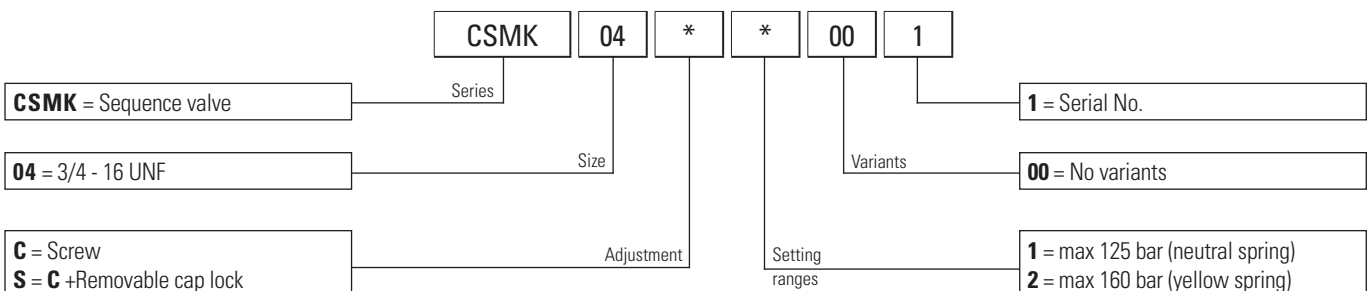 CSMK 04 * * 00 1
Series
CSMK = Sequence valve
1 = Serial No.
Size
Variants
04 = 3/4 - 16 UNF
00 = No variants
Adjustment
Setting
ranges
C = Screw
S = C +Removable cap lock
1 = max 125 bar (neutral spring)
2 = max 160 bar (yellow spring)